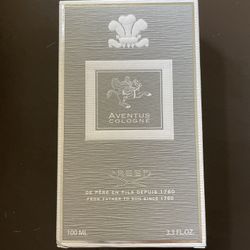 AVENTUS
COLOGNE
CREED
DE PÈRE EN FILS DEPUIS 1760
FROM FATHER TO SON SINCE 1760
100 ML
3.3 FL.OZ